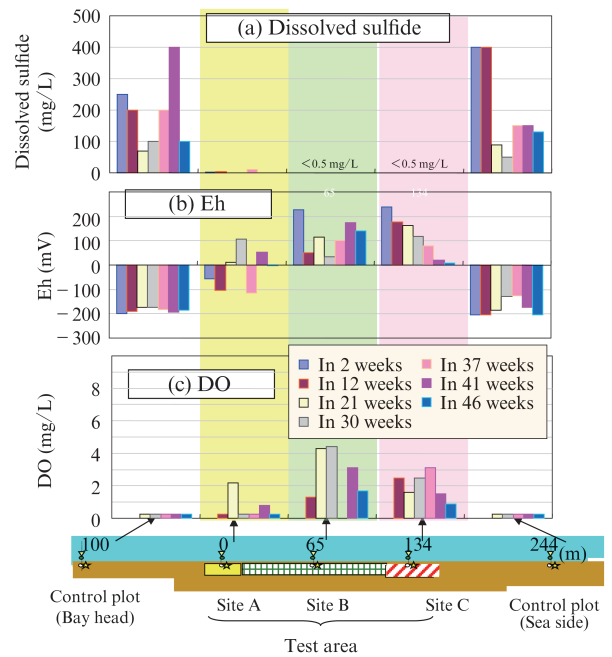 (a) Dissolved sulfide
Dissolved sulfide
(mg/L)
500
400
300
200
100
0
<0.5 mg/L
<0.5 mg/L
65
134
(b) Eh
Eh (mV)
200
100
0
−100
−200
−300
(c) DO
DO (mg/L)
8
6
4
2
0
In 2 weeks
In 12 weeks
In 21 weeks
In 30 weeks
In 37 weeks
In 41 weeks
In 46 weeks
100
0
65
134
244
(m)
Control plot
(Bay head)
Site A
Site B
Site C
Control plot
(Sea side)
Test area